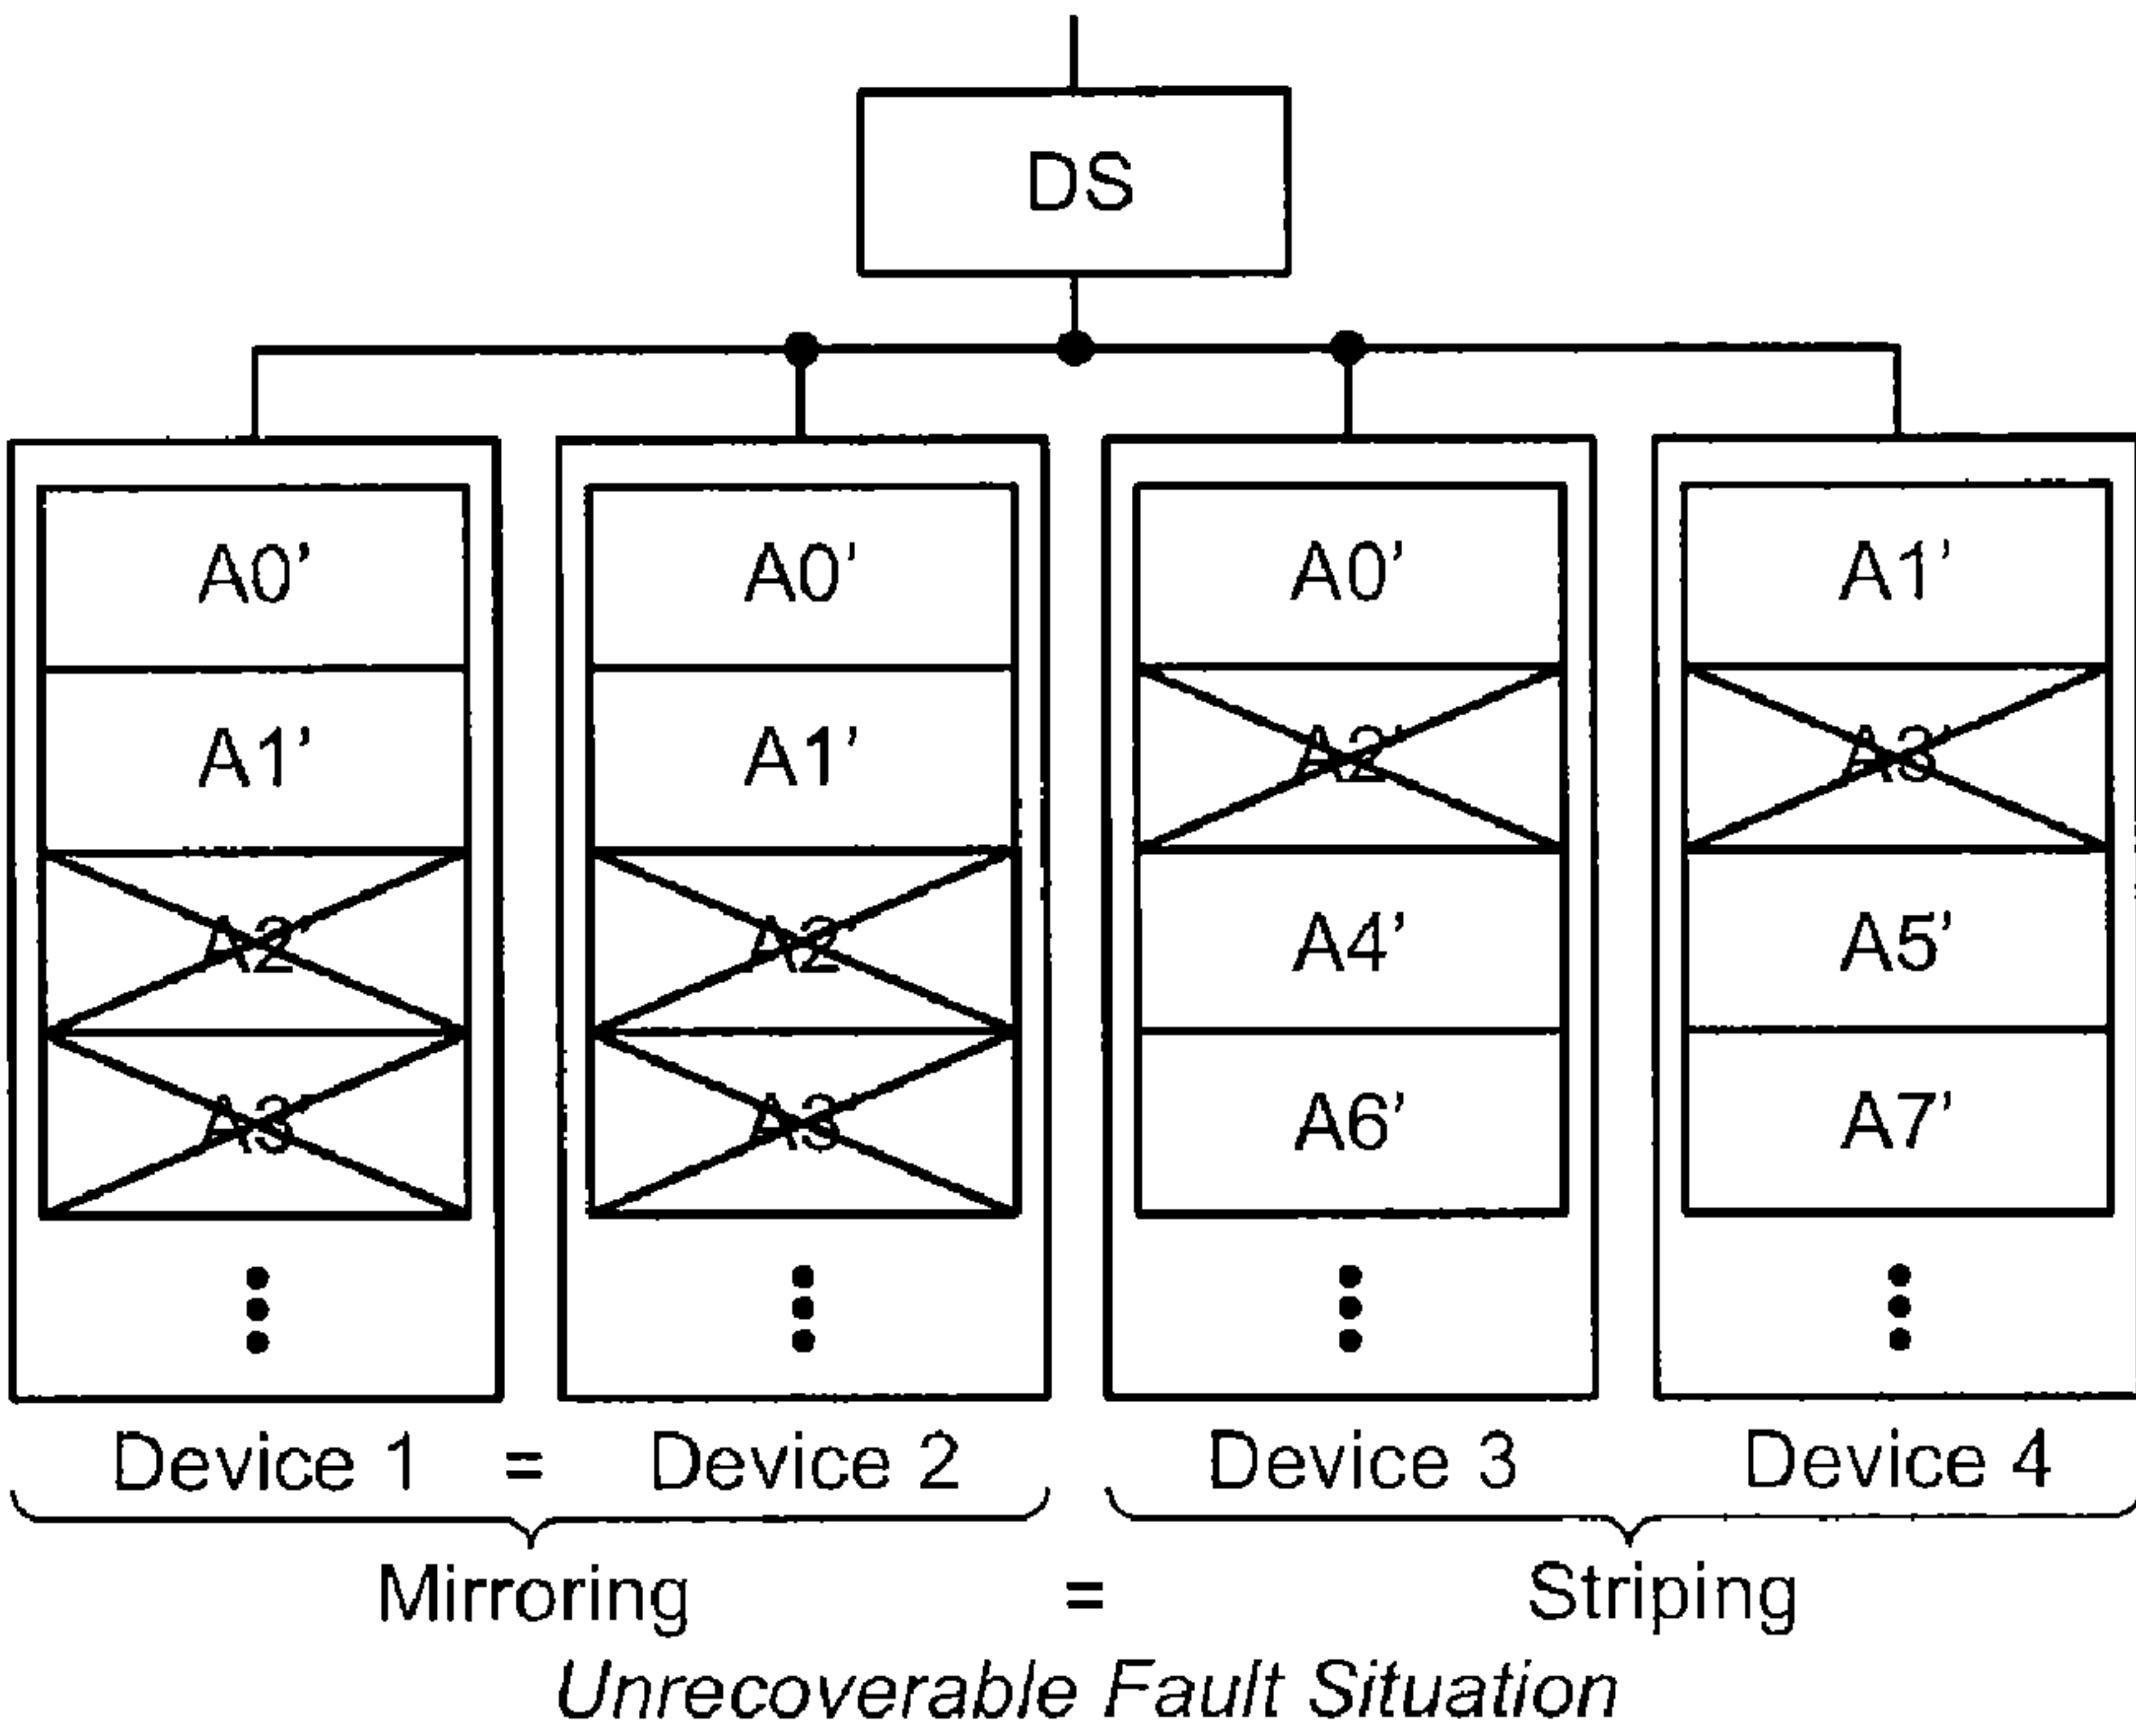 DS
A0' A0' A0' A1'
A1' A1' A2' A3'
A2' A2' A4' A5'
A3' A3' A6' A7'
Device 1 = Device 2 Device 3 Device 4
Mirroring = Striping
Unrecoverable Fault Situation